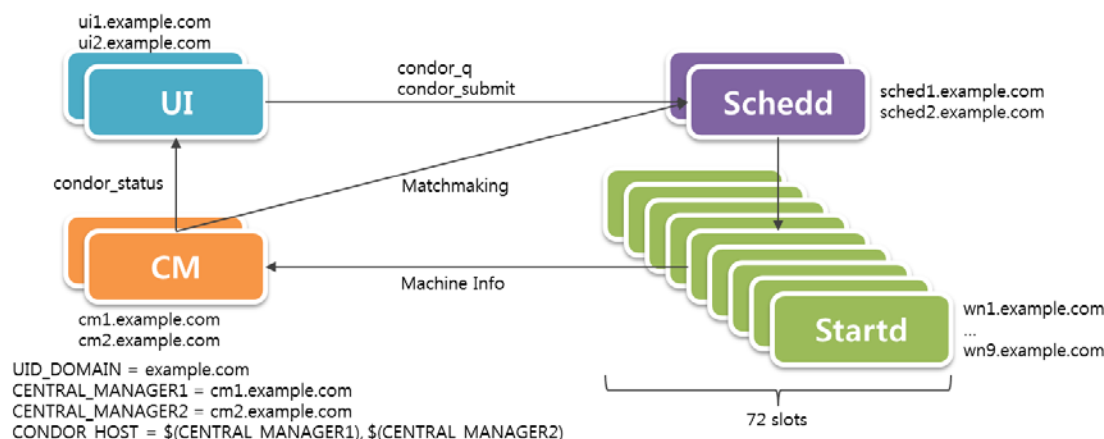 ui1.example.com
ui2.example.com
UI
condor_q
condor_submit
Schedd
sched1.example.com
sched2.example.com
condor_status
Matchmaking
CM
Machine Info
cm1.example.com
cm2.example.com
Startd
wn1.example.com
...
wn9.example.com
72 slots
UID_DOMAIN = example.com
CENTRAL_MANAGER1 = cm1.example.com
CENTRAL_MANAGER2 = cm2.example.com
CONDOR_HOST = $(CENTRAL_MANAGER1), $(CENTRAL_MANAGER2)